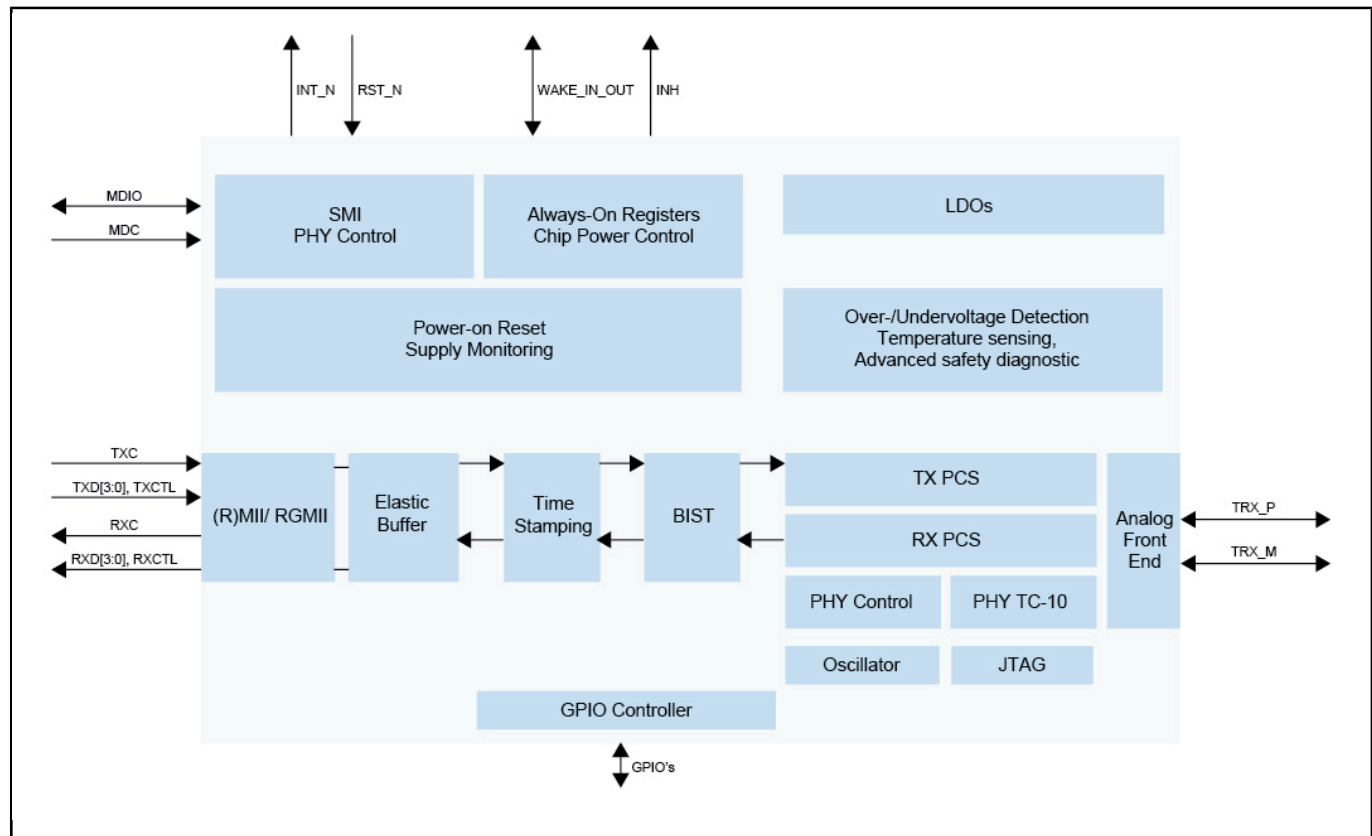 INT_N
RST_N
WAKE_IN_OUT
INH
MDIO
MDC
SMI
PHY Control
Always-On Registers
Chip Power Control
LDOs
Power-on Reset
Supply Monitoring
Over-/Undervoltage Detection
Temperature sensing,
Advanced safety diagnostic
TXC
TXD[3:0], TXCTL
RXC
RXD[3:0], RXCTL
(R)MII/ RGMII
Elastic
Buffer
Time
Stamping
BIST
TX PCS
RX PCS
PHY Control
PHY TC-10
Oscillator
JTAG
Analog
Front
End
TRX_P
TRX_M
GPIO Controller
GPIO's